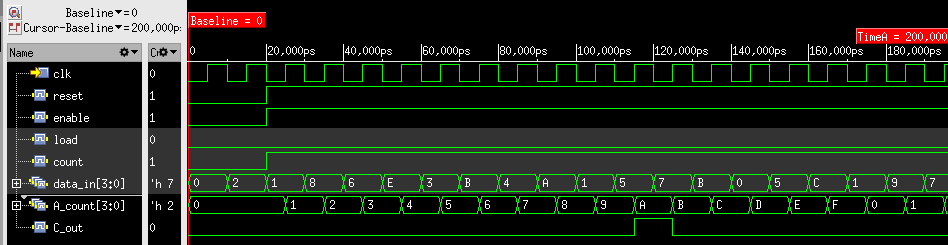 Baseline▼=0
Cursor-Baseline▼=200,000ps
Baseline = 0
TimeA = 200,000
Name
0 20,000ps 40,000ps 60,000ps 80,000ps 100,000ps 120,000ps 140,000ps 160,000ps 180,000ps
clk 0
reset 1
enable 1
load 0
count 1
data_in[3:0] 'h 7 0 2 1 8 6 E 3 B 4 A 1 5 7 B 0 5 C 1 9 7
A_count[3:0] 'h 2 0 1 2 3 4 5 6 7 8 9 A B C D E F 0 1
C_out 0